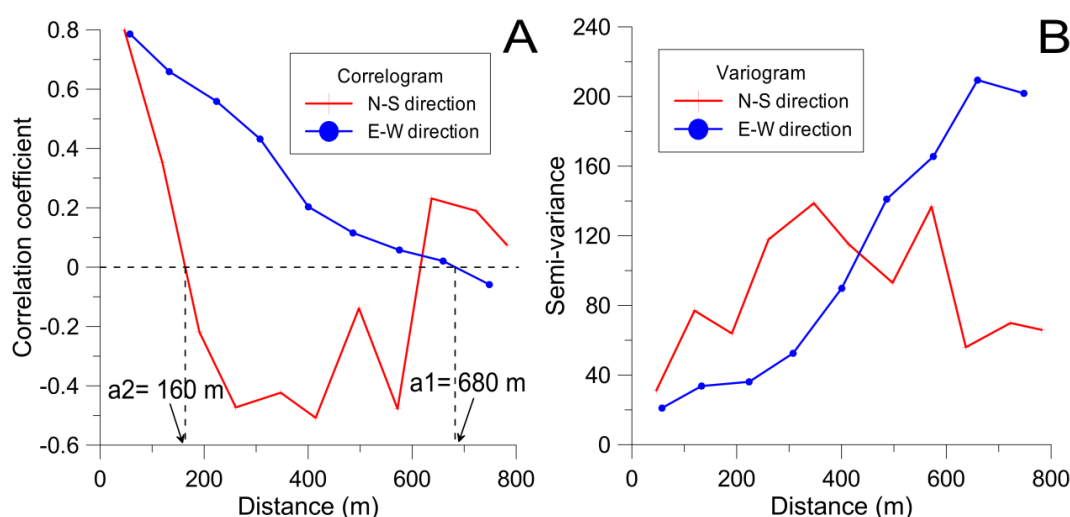 A
0.8
0.6
0.4
0.2
0
-0.2
-0.4
-0.6
Correlation coefficient
Correlogram
N-S direction
E-W direction
a2= 160 m
a1= 680 m
0
200
400
600
800
Distance (m)
B
240
200
160
120
80
40
0
Semi-variance
Variogram
N-S direction
E-W direction
0
200
400
600
800
Distance (m)